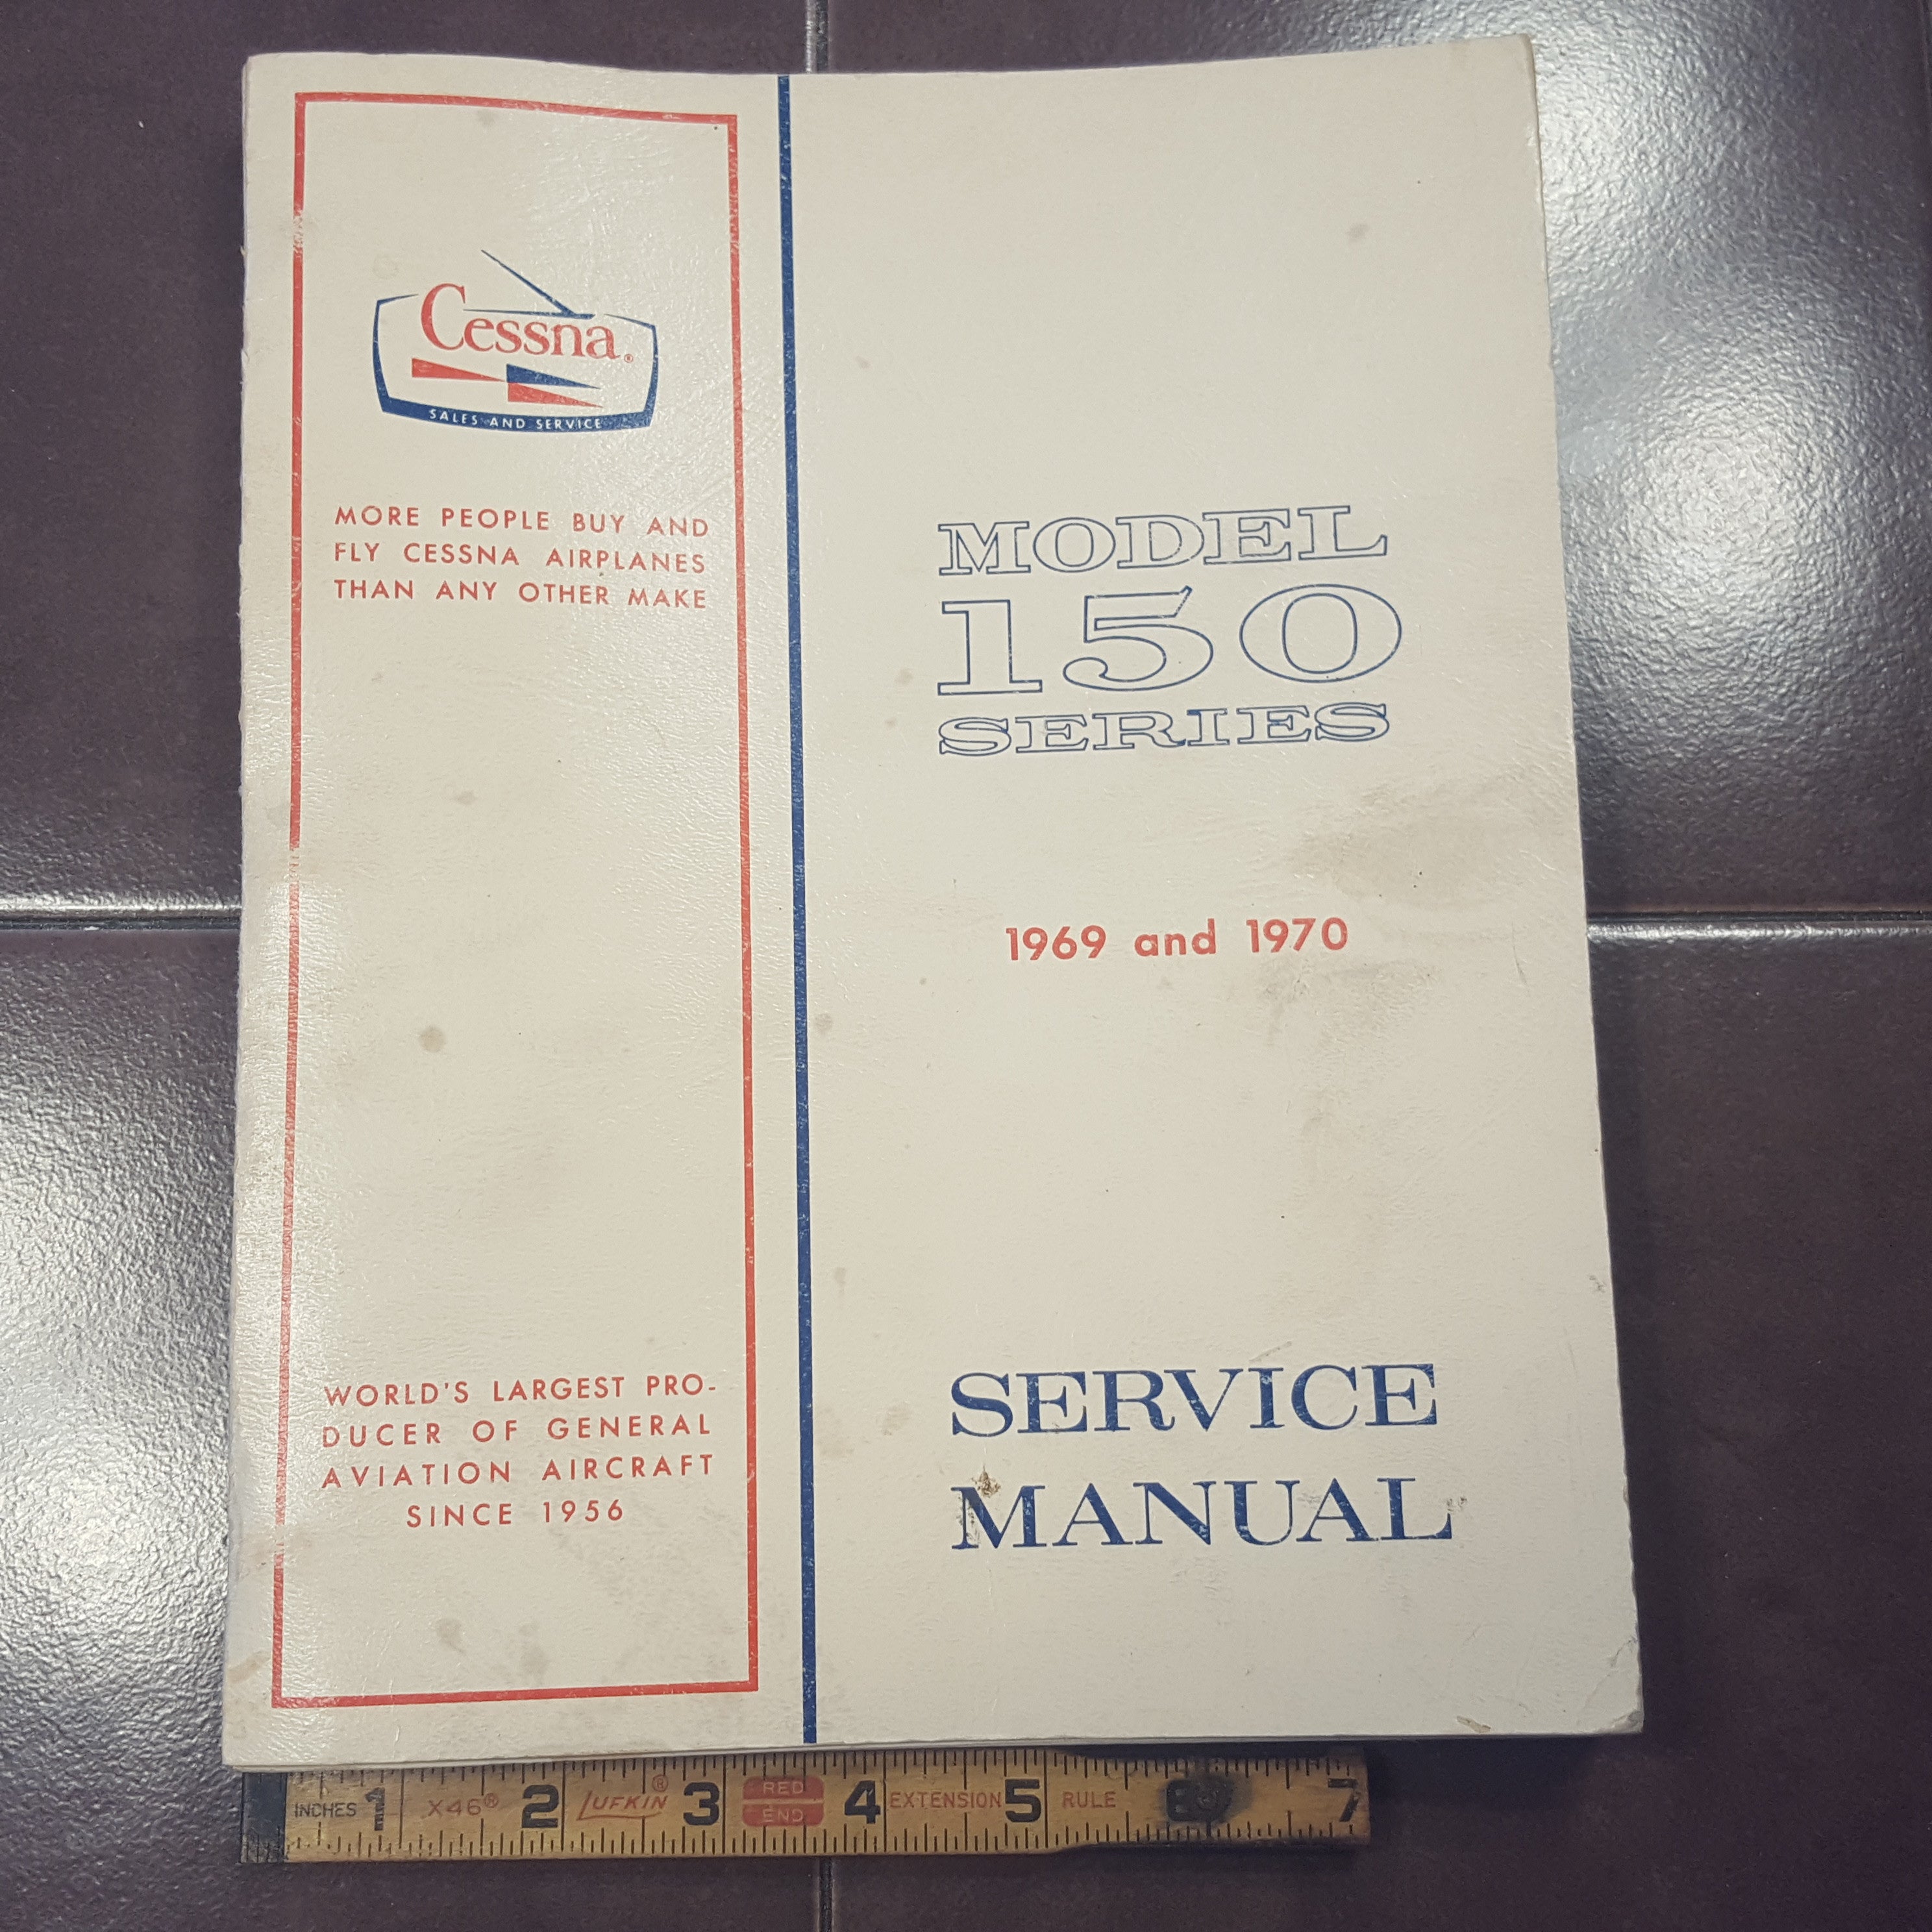 Cessna®
SALES AND SERVICE
MORE PEOPLE BUY AND
FLY CESSNA AIRPLANES
THAN ANY OTHER MAKE
WORLD'S LARGEST PRO-
DUCER OF GENERAL
AVIATION AIRCRAFT
SINCE 1956
MODEL
150
SERIES
1969 and 1970
SERVICE
MANUAL
INCHES 1 X46® 2 LUFKIN® 3 RED END 4 EXTENSION 5 RULE 6 7